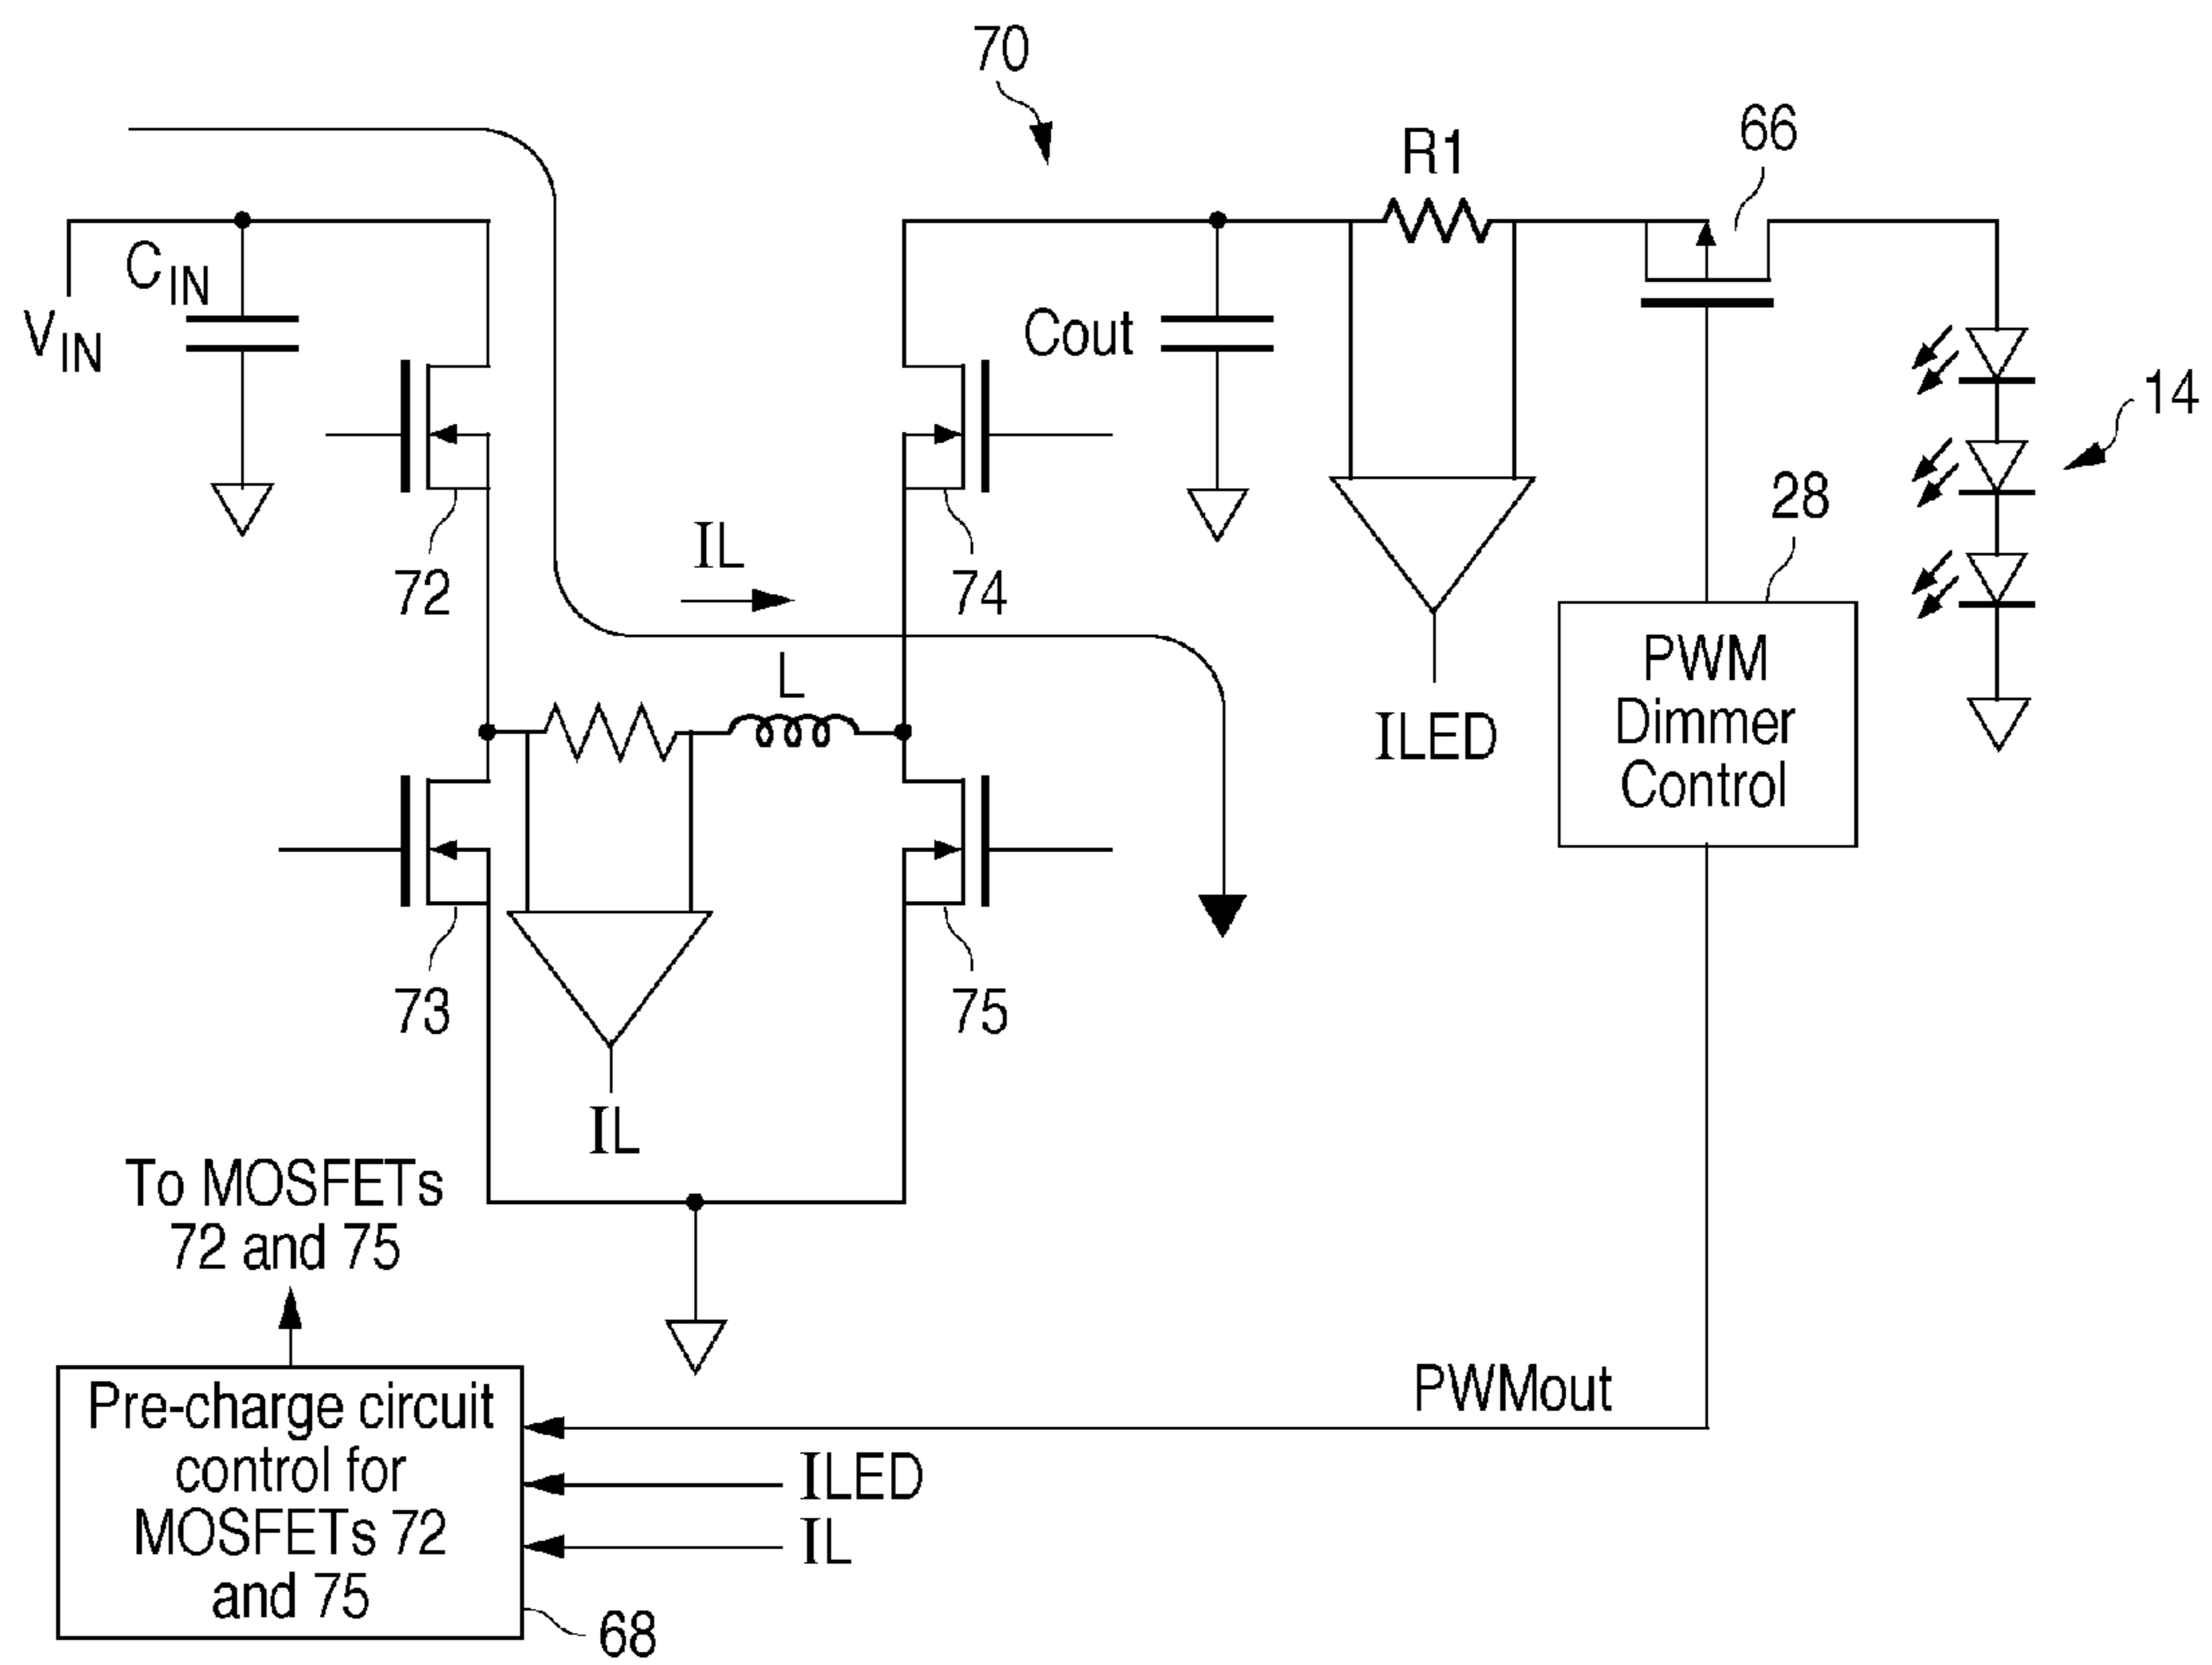 70
66
R1
CIN
VIN
Cout
14
28
IL
72
74
L
ILED
PWM
Dimmer
Control
73
75
IL
To MOSFETs
72 and 75
PWMout
Pre-charge circuit
control for
MOSFETs 72
and 75
ILED
IL
68